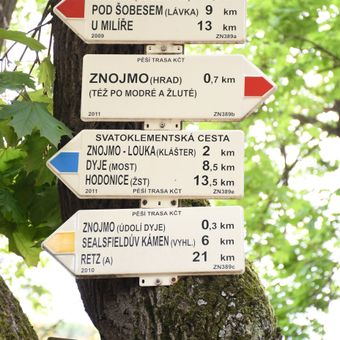 POD ŠOBESEM (LÁVKA) 9 km
U MILÍŘE 13 km
2009 ZN389a
PĚŠÍ TRASA KČT
ZNOJMO (HRAD) 0,7 km
(TÉŽ PO MODRÉ A ŽLUTÉ)
2011 ZN389b
SVATOKLEMENTSKÁ CESTA
ZNOJMO - LOUKA (KLÁŠTER) 2 km
DYJE (MOST) 8,5 km
HODONICE (ŽST) 13,5 km
2011 PĚŠÍ TRASA KČT ZN389e
PĚŠÍ TRASA KČT
ZNOJMO (ÚDOLÍ DYJE) 0,3 km
SEALSFIELDŮV KÁMEN (VYHL.) 6 km
RETZ (A) 21 km
2010 ZN389c